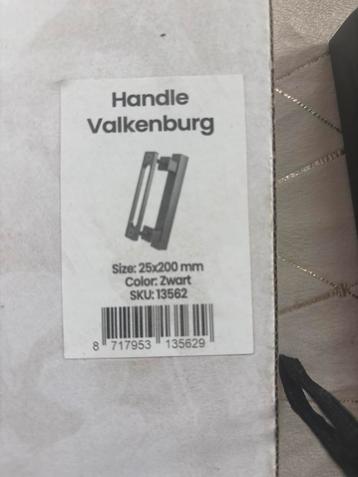 Handle
Valkenburg
Size: 25x200 mm
Color: Zwart
SKU: 13562
8 717953 135629